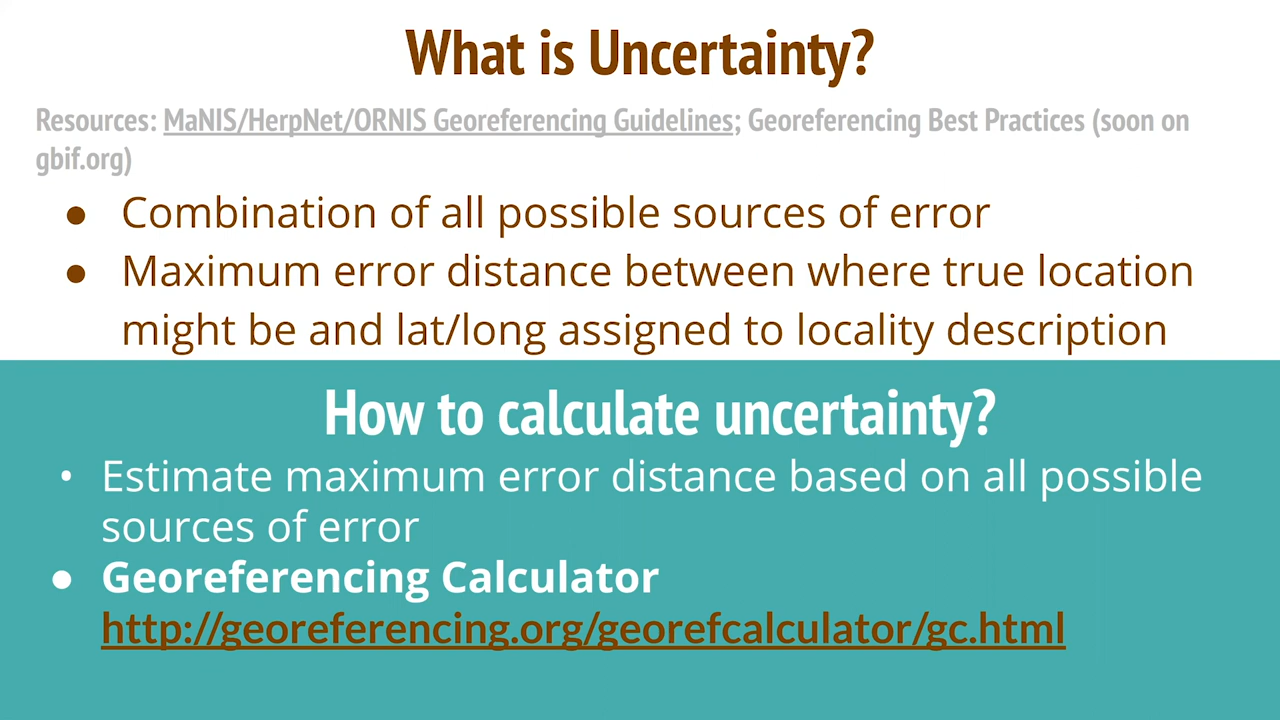 What is Uncertainty?
Resources: MaNIS/HerpNet/ORNIS Georeferencing Guidelines; Georeferencing Best Practices (soon on
gbif.org)
● Combination of all possible sources of error
● Maximum error distance between where true location
might be and lat/long assigned to locality description
How to calculate uncertainty?
• Estimate maximum error distance based on all possible
sources of error
● Georeferencing Calculator
http://georeferencing.org/georefcalculator/gc.html